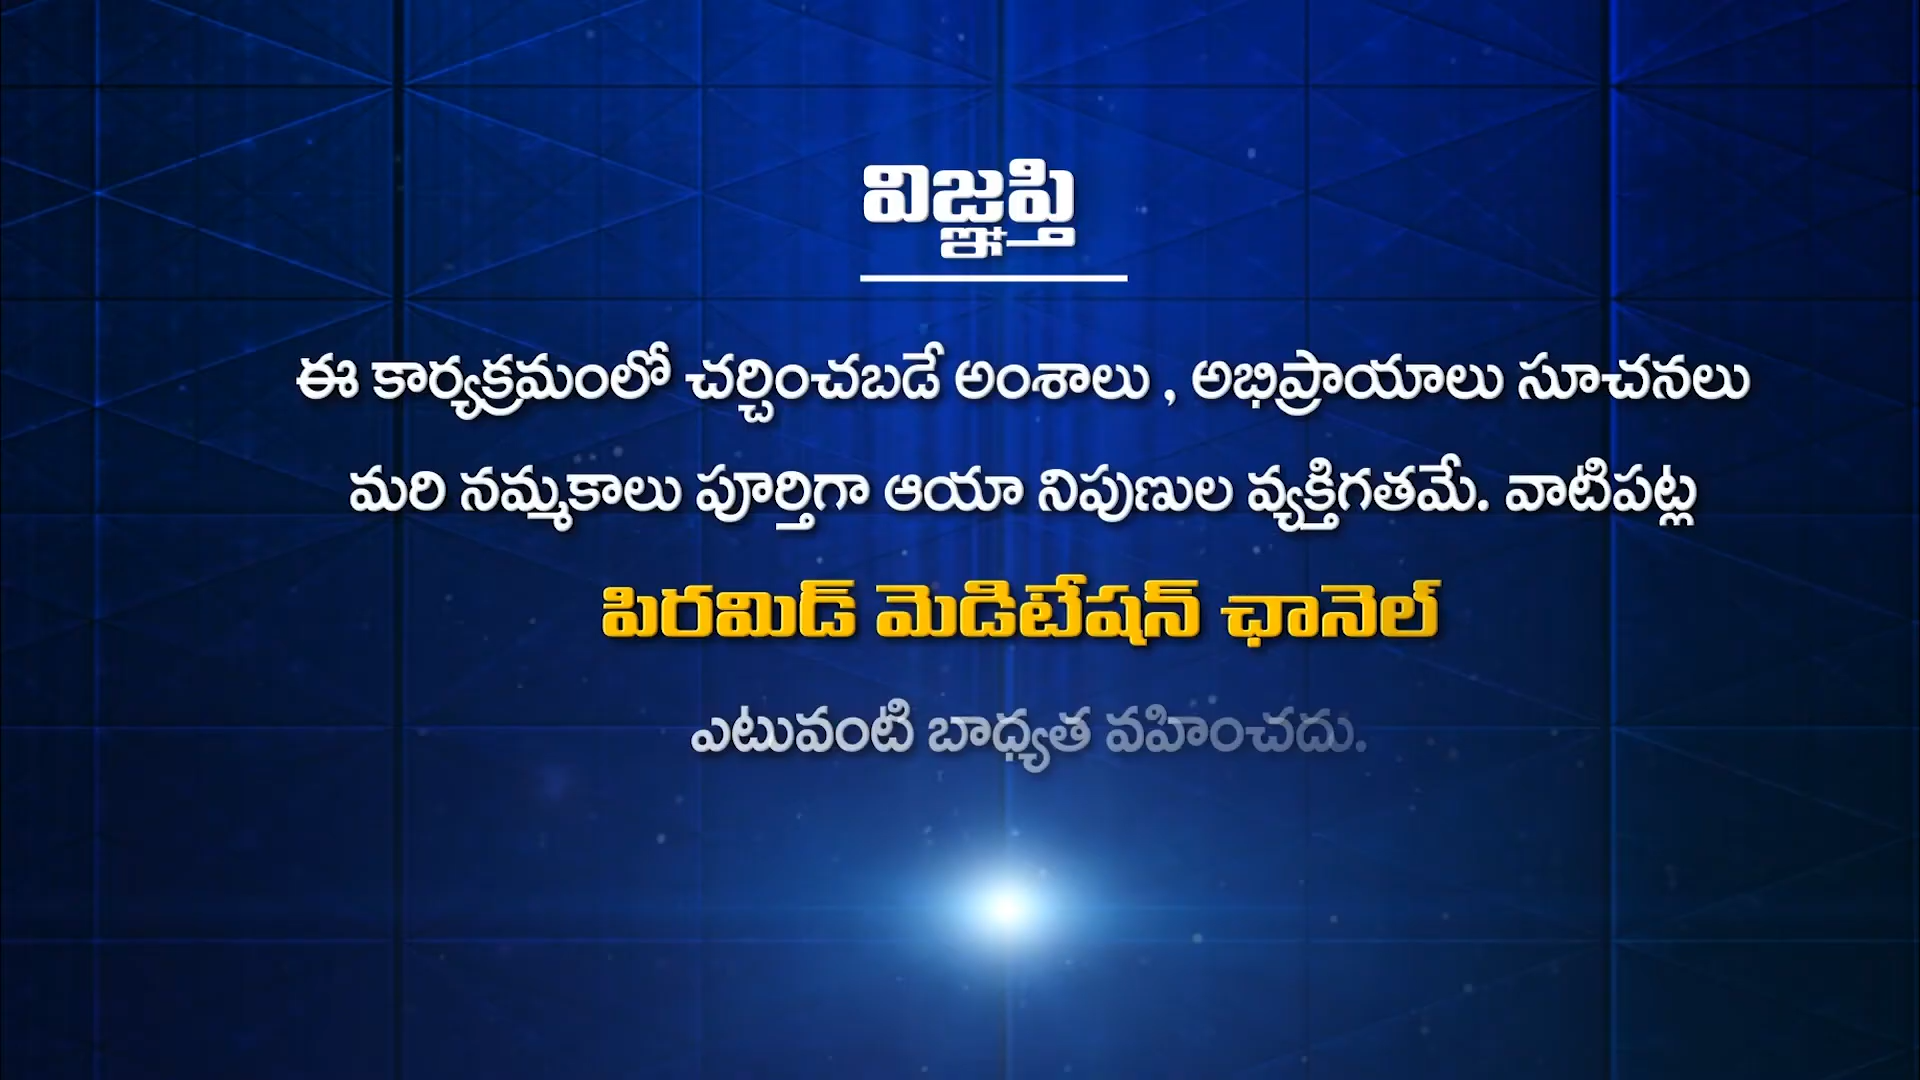 విజ్ఞప్తి
ఈ కార్యక్రమంలో చర్చించబడే అంశాలు , అభిప్రాయాలు సూచనలు
మరి నమ్మకాలు పూర్తిగా ఆయా నిపుణుల వ్యక్తిగతమే. వాటిపట్ల
పిరమిడ్ మెడిటేషన్ ఛానెల్
ఎటువంటి బాధ్యత వహించదు.